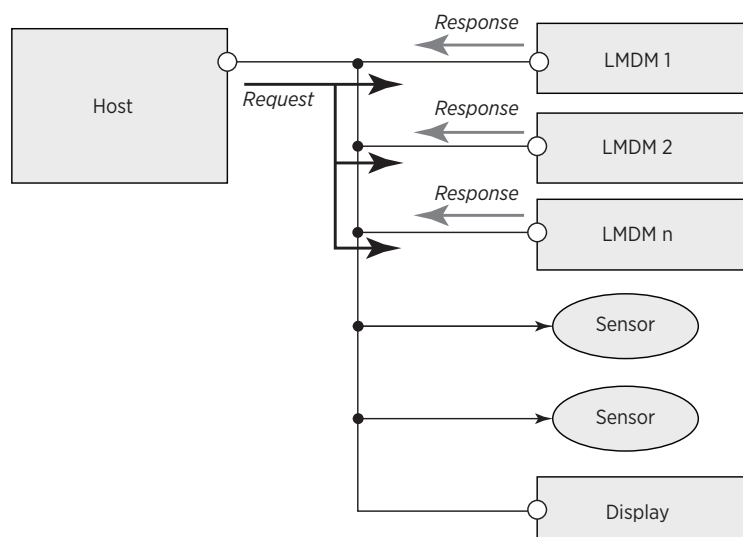 Response
LMDM 1
Host
Request
Response
LMDM 2
Response
LMDM n
Sensor
Sensor
Display